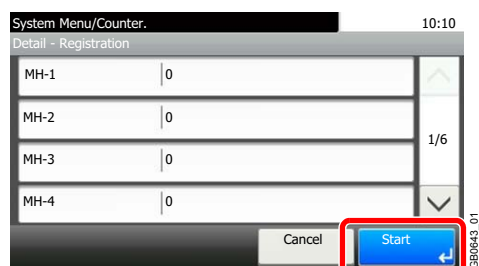 System Menu/Counter. 10:10
Detail - Registration
MH-1 0
MH-2 0
1/6
MH-3 0
MH-4 0
Cancel Start
GB0643_01